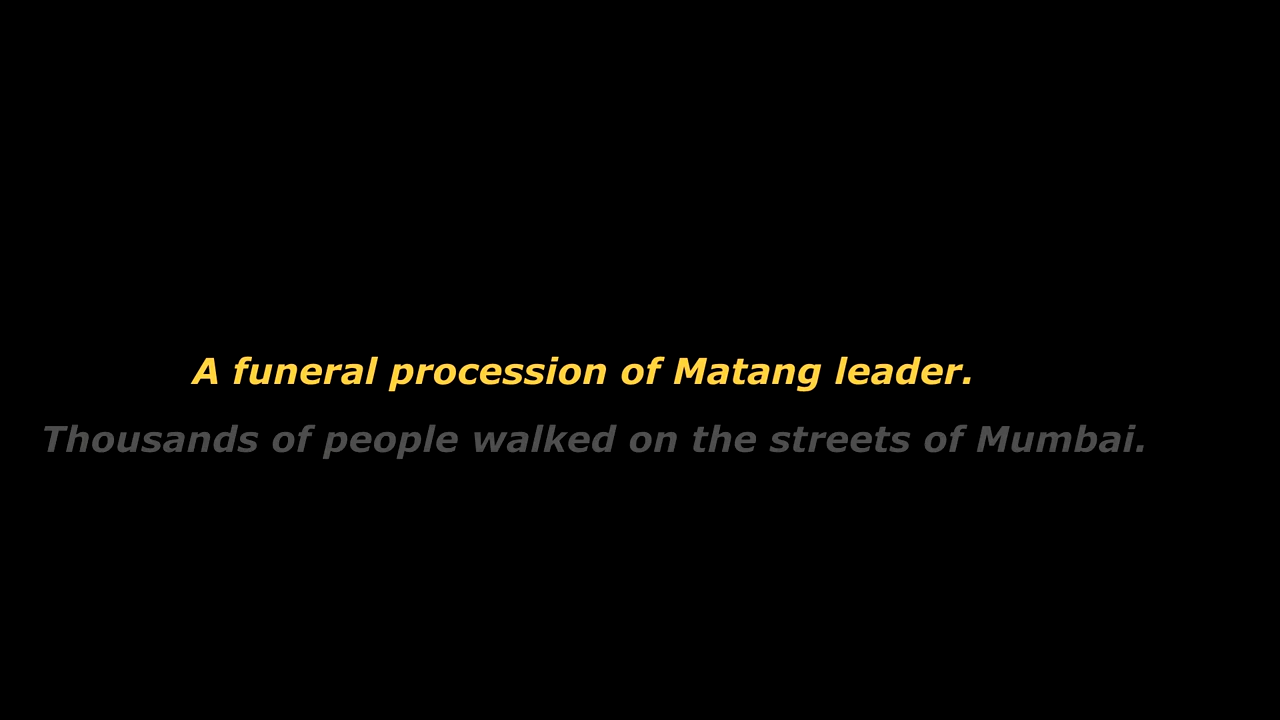 A funeral procession of Matang leader.
Thousands of people walked on the streets of Mumbai.